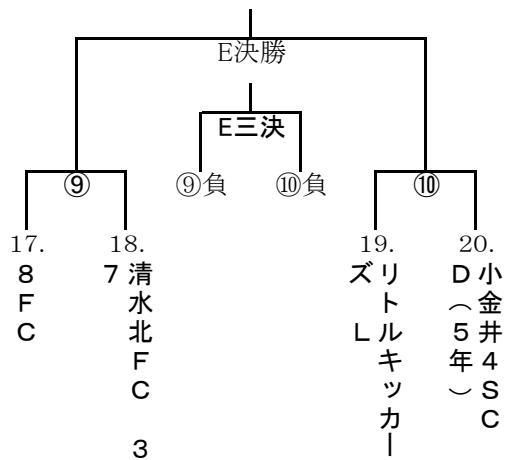 E決勝
E三決
⑨
⑨負
⑩負
⑩
17.
18.
19.
20.
8FC
清水北FC 3
7
リトルキッカー
ズ L
小金井4SC
D(5年)